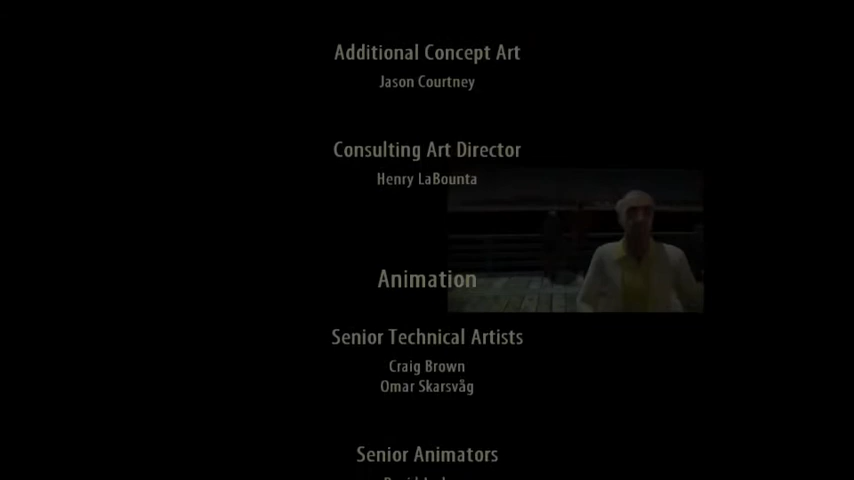 Additional Concept Art
Jason Courtney
Consulting Art Director
Henry LaBounta
Animation
Senior Technical Artists
Craig Brown
Omar Skarsvåg
Senior Animators